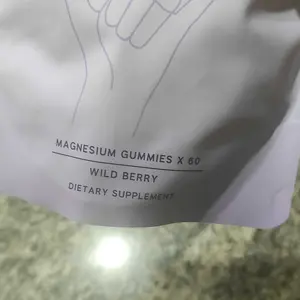 MAGNESIUM GUMMIES X 60
WILD BERRY
DIETARY SUPPLEMENT